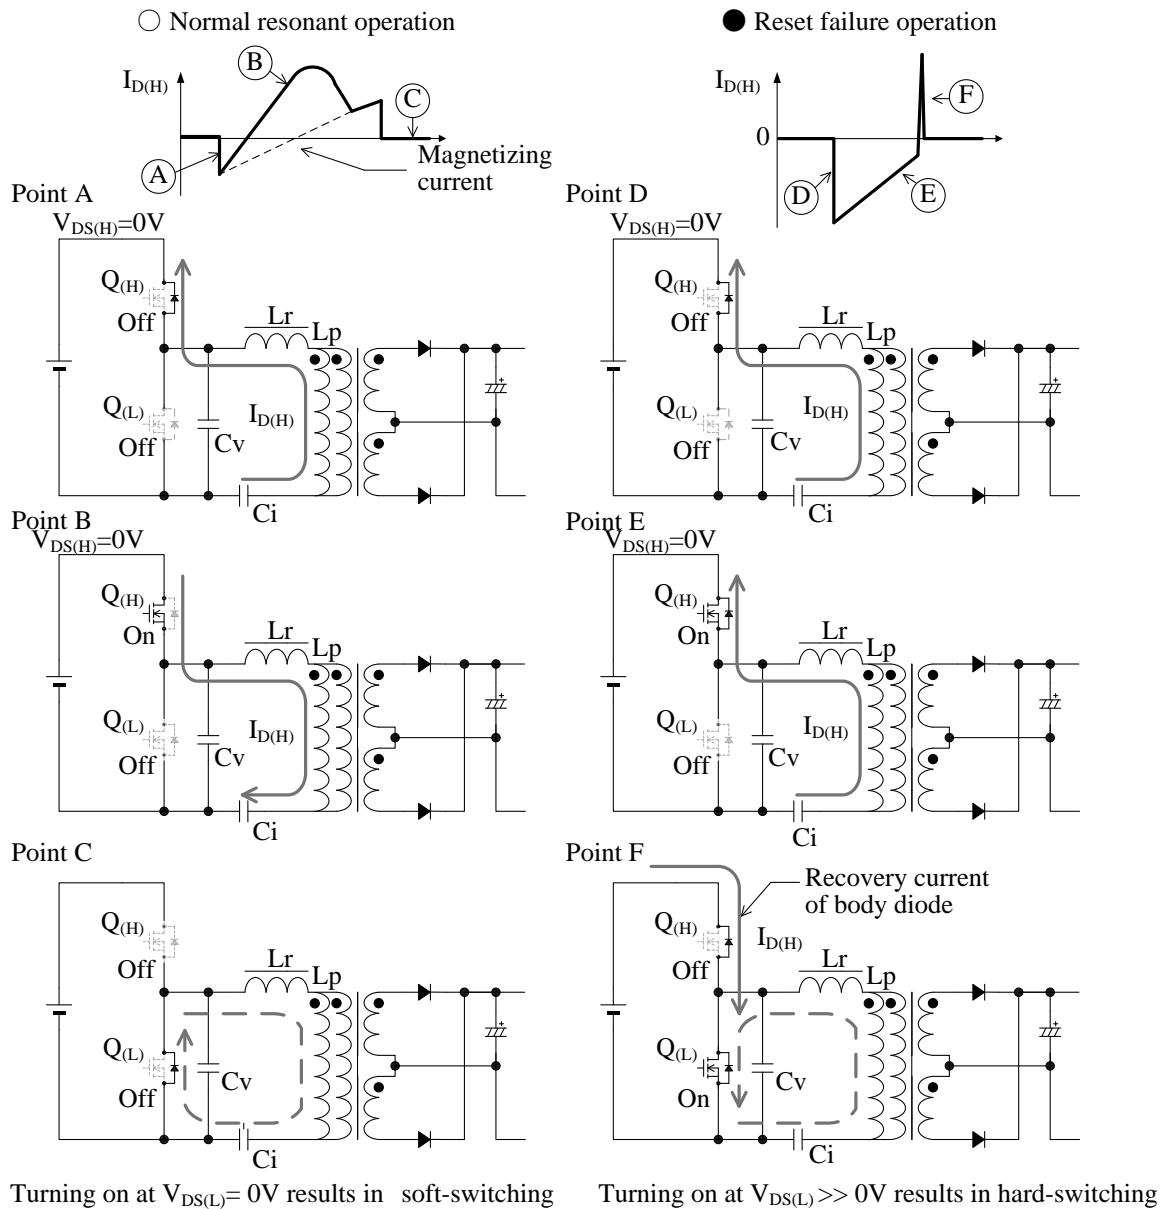 Normal resonant operation
I_D(H)
A
B
C
Magnetizing
current
Point A
V_DS(H)=0V
Q_(H)
Off
Lr
Lp
Q_(L)
Off
Cv
I_D(H)
+
Ci
Point B
V_DS(H)=0V
Q_(H)
On
Lr
Lp
Q_(L)
Off
Cv
I_D(H)
+
Ci
Point C
Q_(H)
Off
Lr
Lp
Q_(L)
Off
Cv
+
Ci
Turning on at V_DS(L)= 0V results in soft-switching
Reset failure operation
I_D(H)
0
D
E
F
Point D
V_DS(H)=0V
Q_(H)
Off
Lr
Lp
Q_(L)
Off
Cv
I_D(H)
+
Ci
Point E
V_DS(H)=0V
Q_(H)
On
Lr
Lp
Q_(L)
Off
Cv
I_D(H)
+
Ci
Point F
Recovery current
of body diode
I_D(H)
Q_(H)
Off
Lr
Lp
Q_(L)
On
Cv
+
Ci
Turning on at V_DS(L) >> 0V results in hard-switching